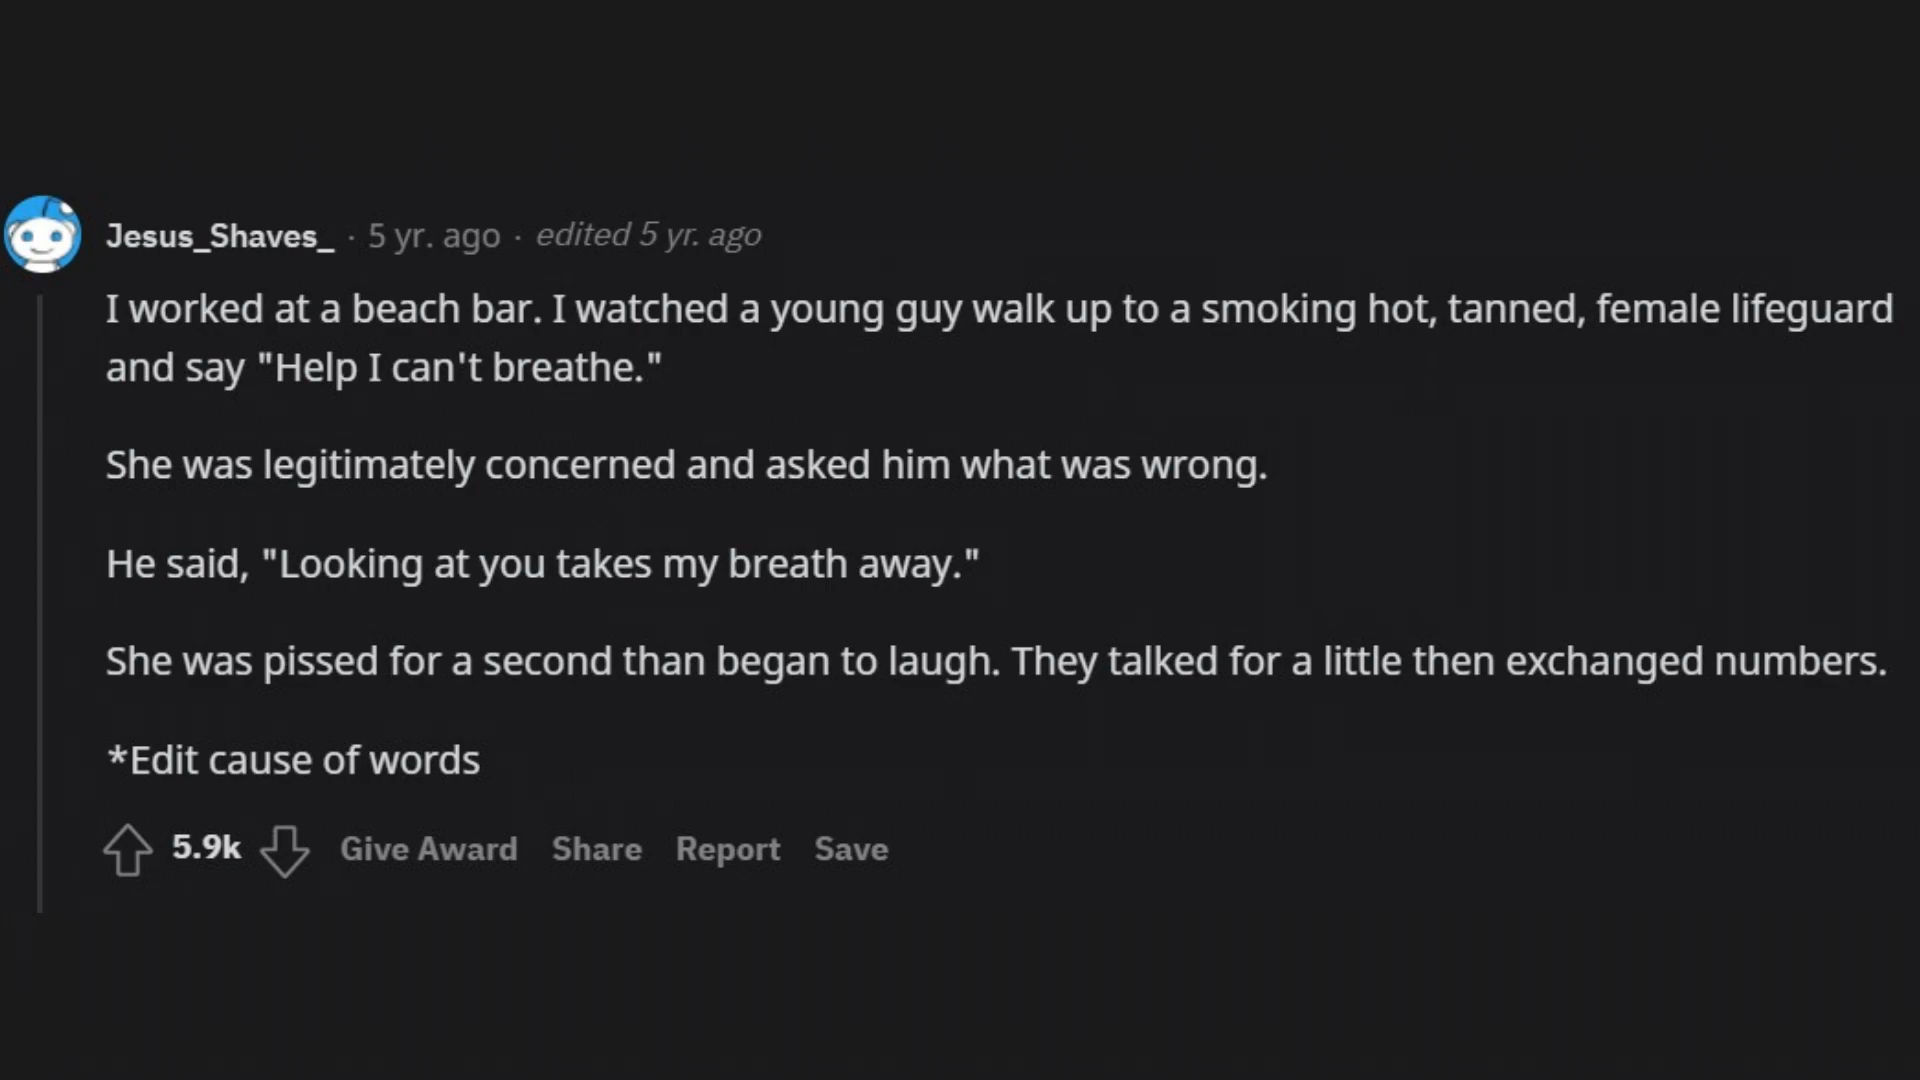 Jesus_Shaves_ · 5 yr. ago · edited 5 yr. ago
I worked at a beach bar. I watched a young guy walk up to a smoking hot, tanned, female lifeguard
and say "Help I can't breathe."
She was legitimately concerned and asked him what was wrong.
He said, "Looking at you takes my breath away."
She was pissed for a second than began to laugh. They talked for a little then exchanged numbers.
*Edit cause of words
5.9k Give Award Share Report Save